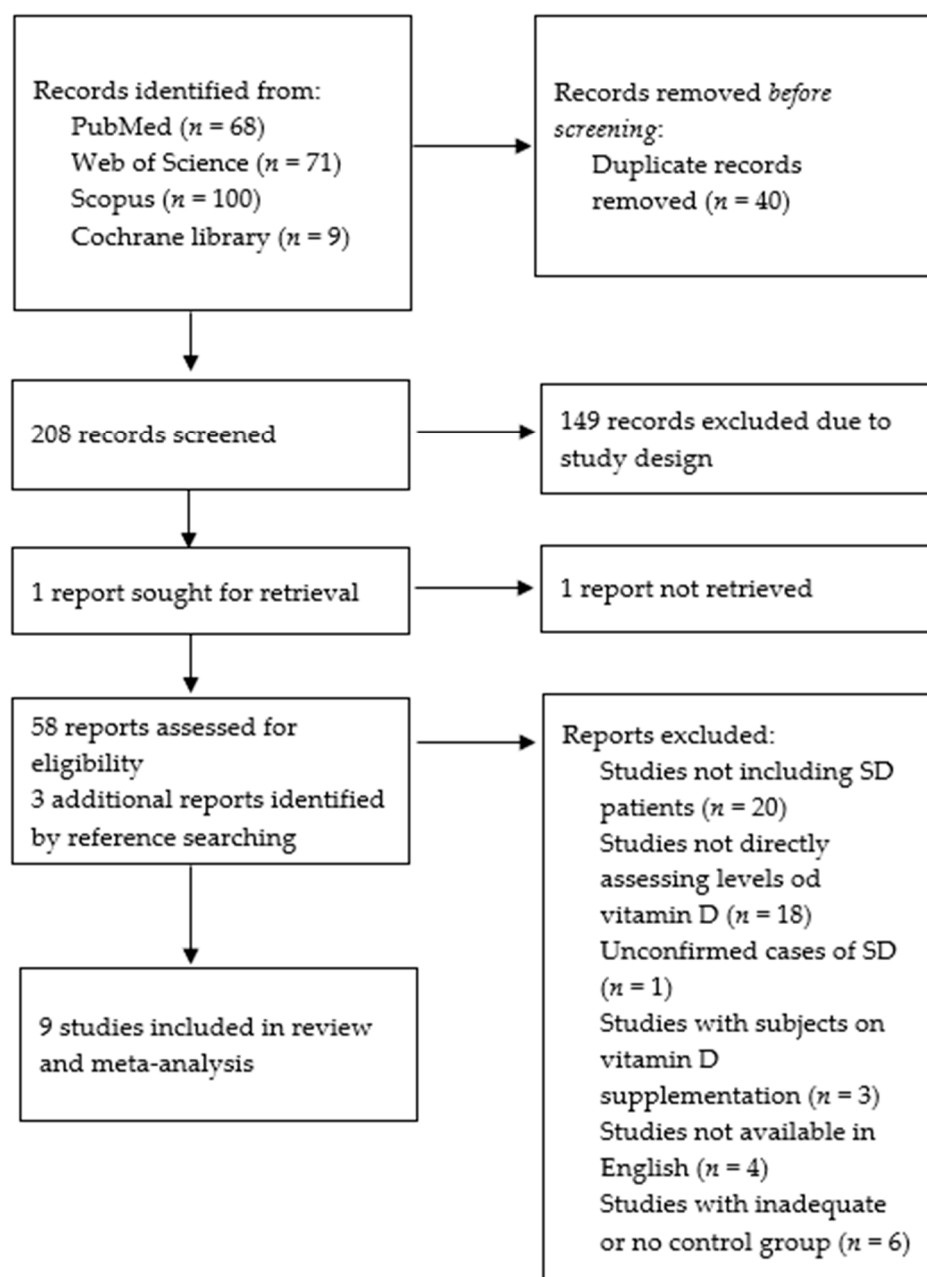 Records identified from:
PubMed (n = 68)
Web of Science (n = 71)
Scopus (n = 100)
Cochrane library (n = 9)
Records removed before
screening:
Duplicate records
removed (n = 40)
208 records screened
149 records excluded due to
study design
1 report sought for retrieval
1 report not retrieved
58 reports assessed for
eligibility
3 additional reports identified
by reference searching
Reports excluded:
Studies not including SD
patients (n = 20)
Studies not directly
assessing levels od
vitamin D (n = 18)
Unconfirmed cases of SD
(n = 1)
Studies with subjects on
vitamin D
supplementation (n = 3)
Studies not available in
English (n = 4)
Studies with inadequate
or no control group (n = 6)
9 studies included in review
and meta-analysis